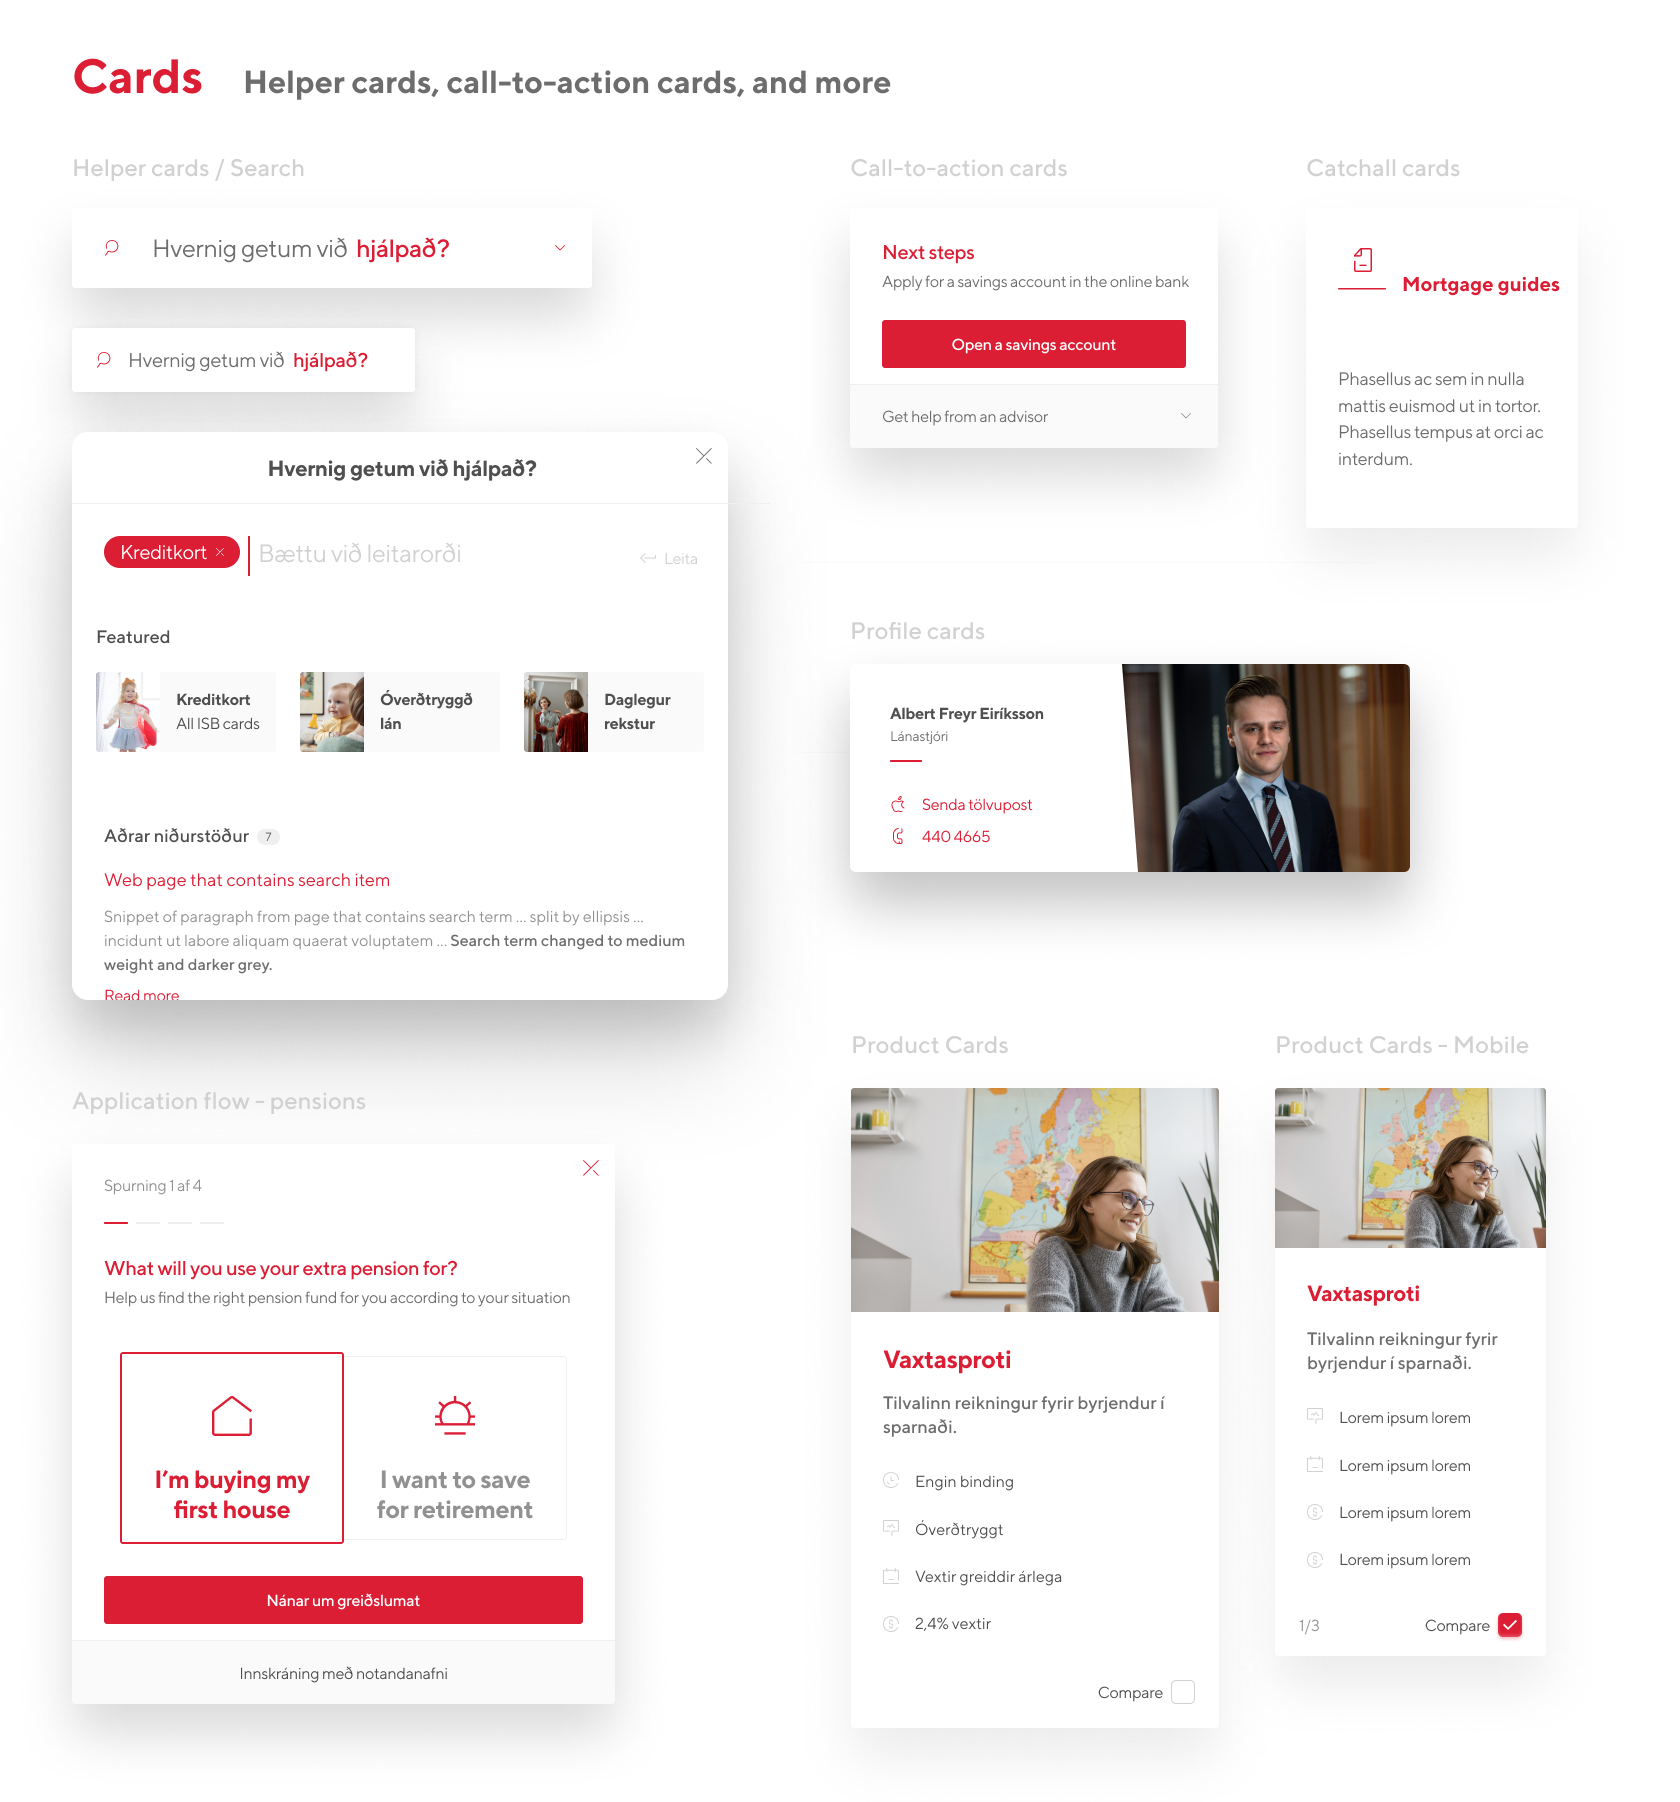 Cards
Helper cards, call-to-action cards, and more
Helper cards / Search
Hvernig getum við hjálpað?
Hvernig getum við hjálpað?
Hvernig getum við hjálpað?
Kreditkort
Bættu við leitarorði
Leita
Featured
Kreditkort
All ISB cards
Óverðtryggð
lán
Daglegur
rekstur
Aðrar niðurstöður 7
Web page that contains search item
Snippet of paragraph from page that contains search term ... split by ellipsis ...
incidunt ut labore aliquam quaerat voluptatem ... Search term changed to medium
weight and darker grey.
Read more
Application flow - pensions
Spurning 1 af 4
What will you use your extra pension for?
Help us find the right pension fund for you according to your situation
I'm buying my
first house
I want to save
for retirement
Nánar um greiðslumat
Innskráning með notandanafni
Call-to-action cards
Next steps
Apply for a savings account in the online bank
Open a savings account
Get help from an advisor
Catchall cards
Mortgage guides
Phasellus ac sem in nulla
mattis euismod ut in tortor.
Phasellus tempus at orci ac
interdum.
Profile cards
Albert Freyr Eiríksson
Lánastjóri
Senda tölvupost
440 4665
Product Cards
Vaxtasproti
Tilvalinn reikningur fyrir byrjendur í
sparnaði.
Engin binding
Óverðtryggt
Vextir greiddir árlega
2,4% vextir
Compare
Product Cards - Mobile
Vaxtasproti
Tilvalinn reikningur fyrir
byrjendur í sparnaði.
Lorem ipsum lorem
Lorem ipsum lorem
Lorem ipsum lorem
Lorem ipsum lorem
1/3
Compare